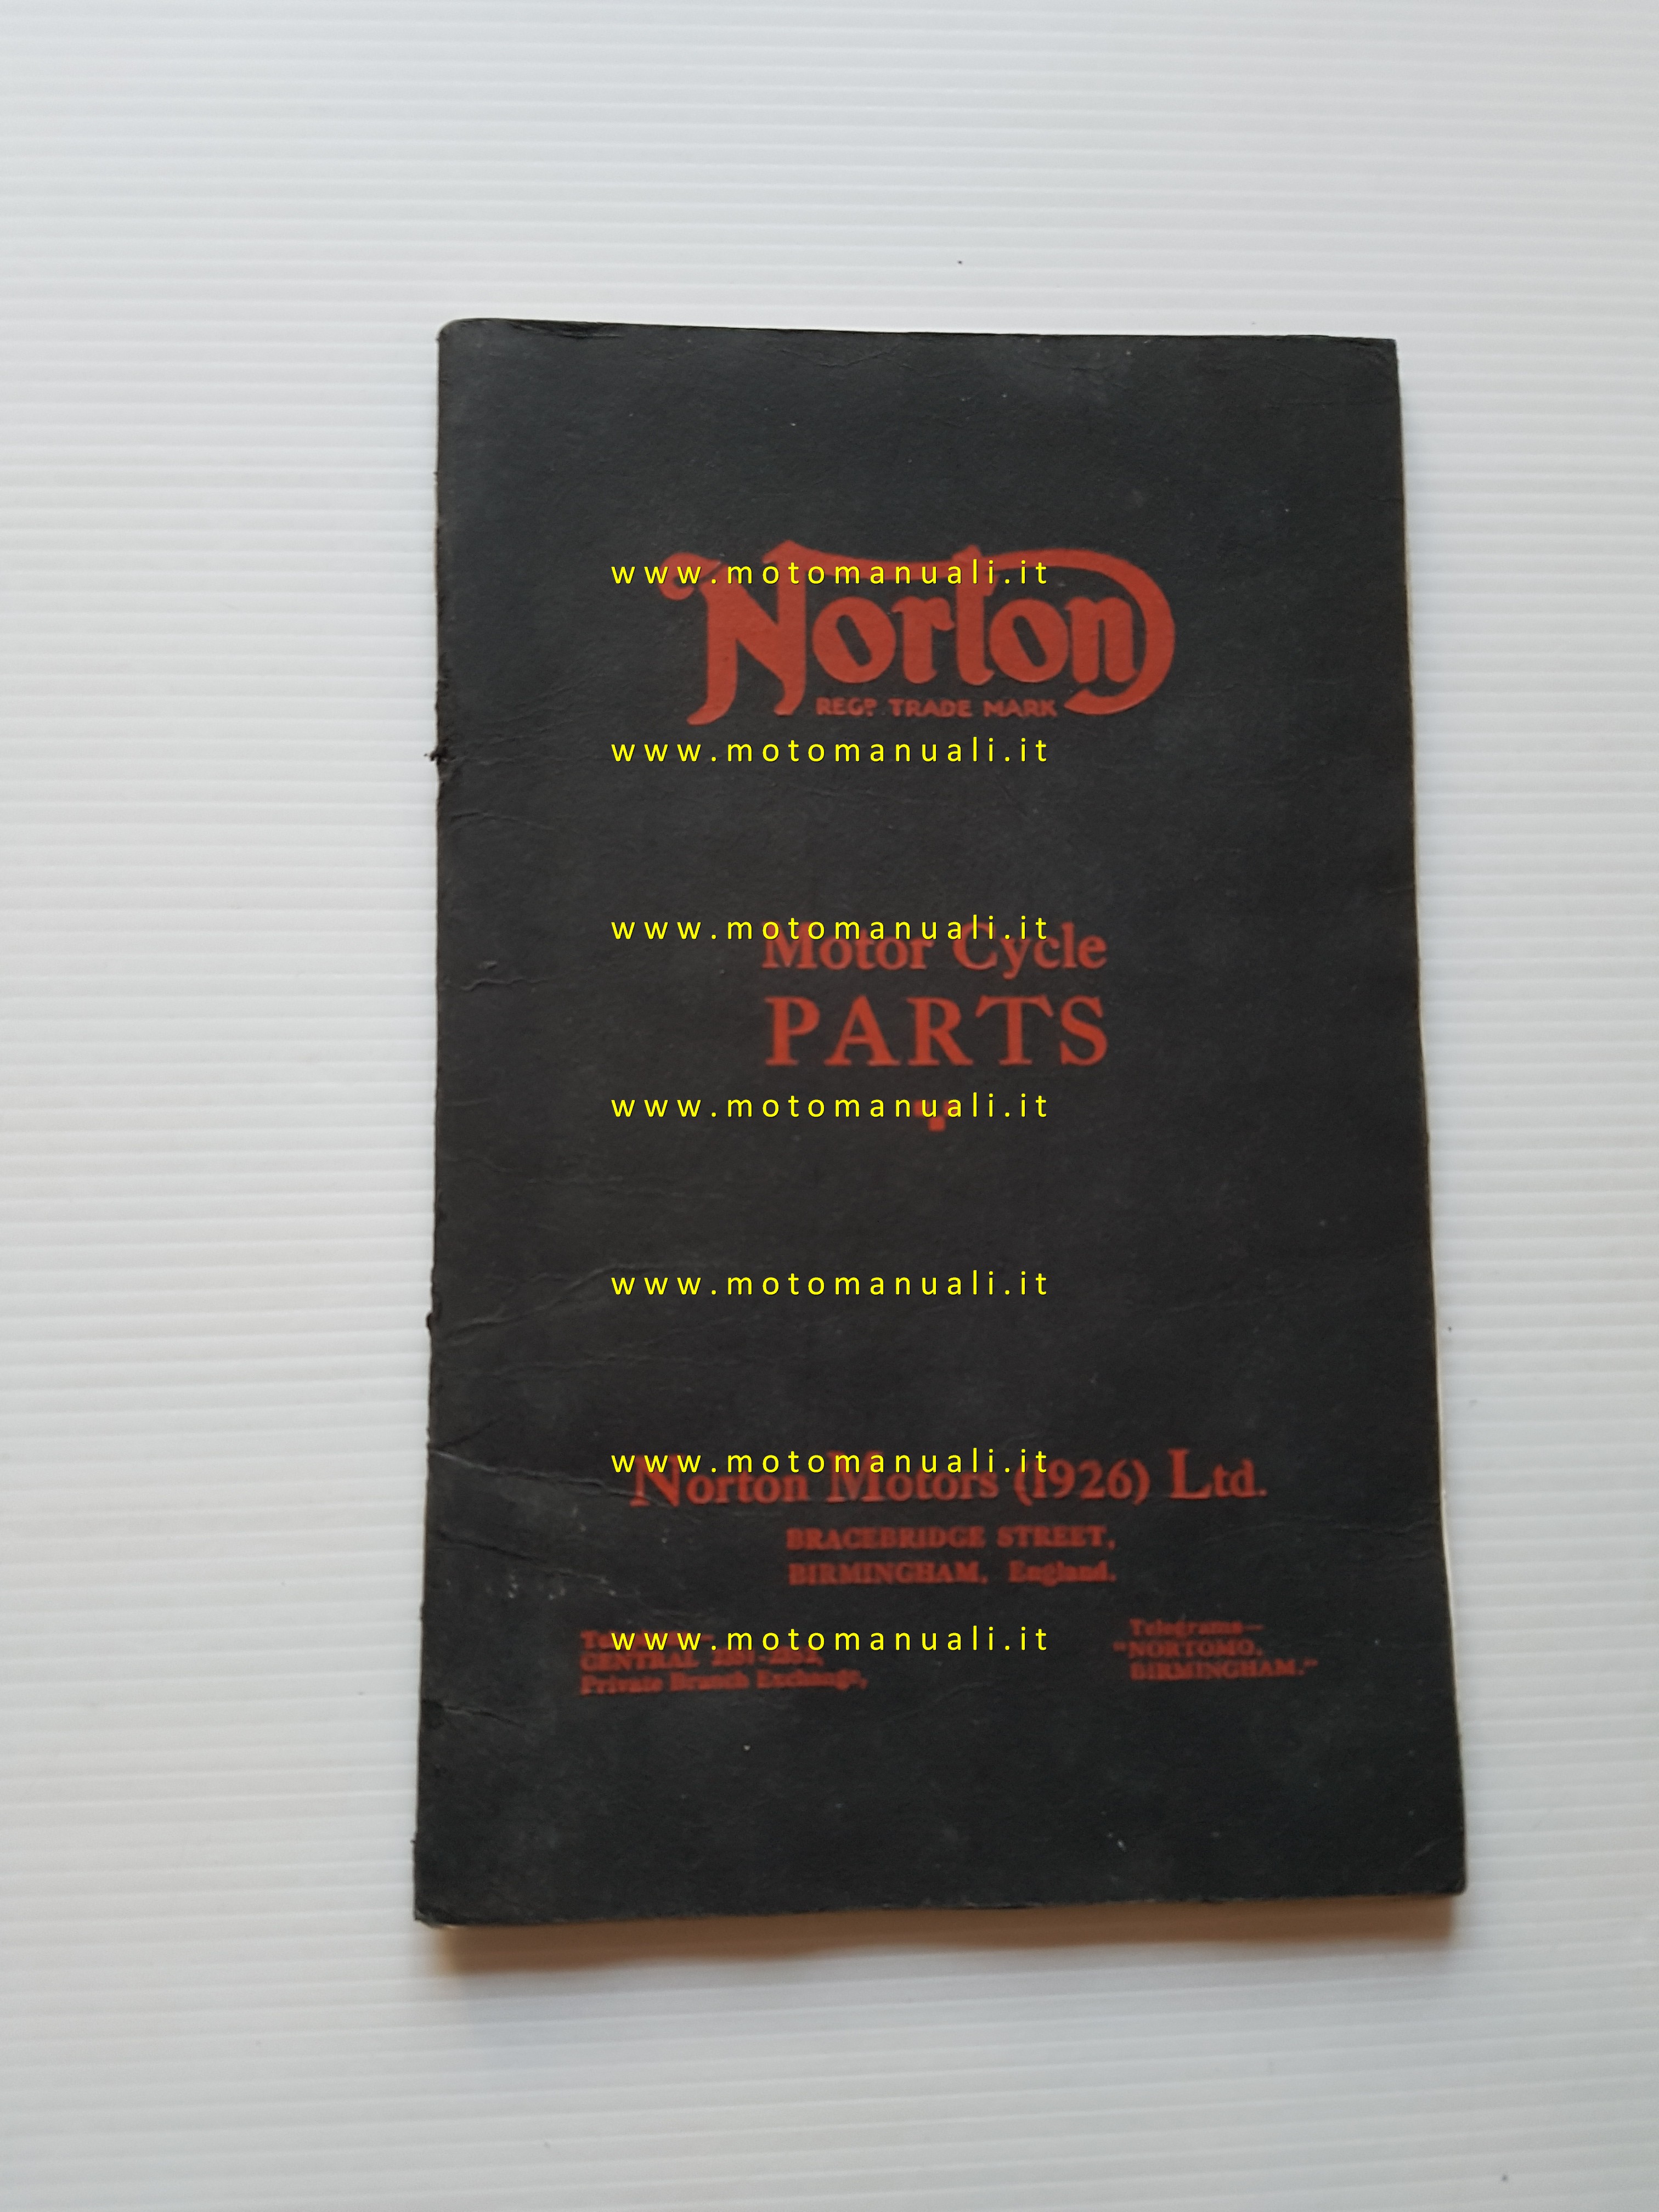 www.motomanuali.it
Norton
REGD. TRADE MARK
www.motomanuali.it
www.motomanuali.it
Motor Cycle
PARTS
www.motomanuali.it
www.motomanuali.it
www.motomanuali.it
Norton Motors (1926) Ltd.
BRACEBRIDGE STREET,
BIRMINGHAM, England.
www.motomanuali.it
CENTRAL
Private Branch Exchange,
Telegrams—
"NORTOMO,
BIRMINGHAM."